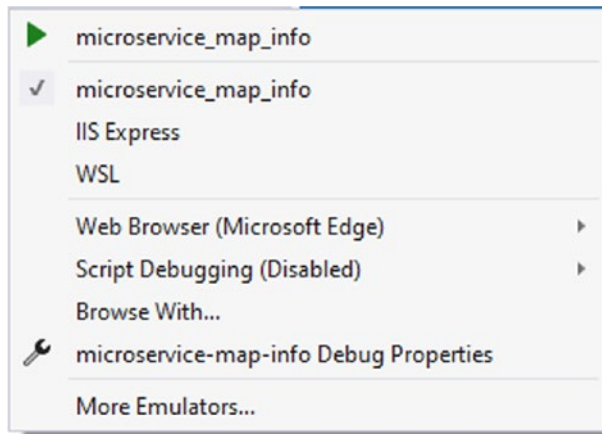 microservice_map_info
microservice_map_info
IIS Express
WSL
Web Browser (Microsoft Edge)
Script Debugging (Disabled)
Browse With...
microservice-map-info Debug Properties
More Emulators...